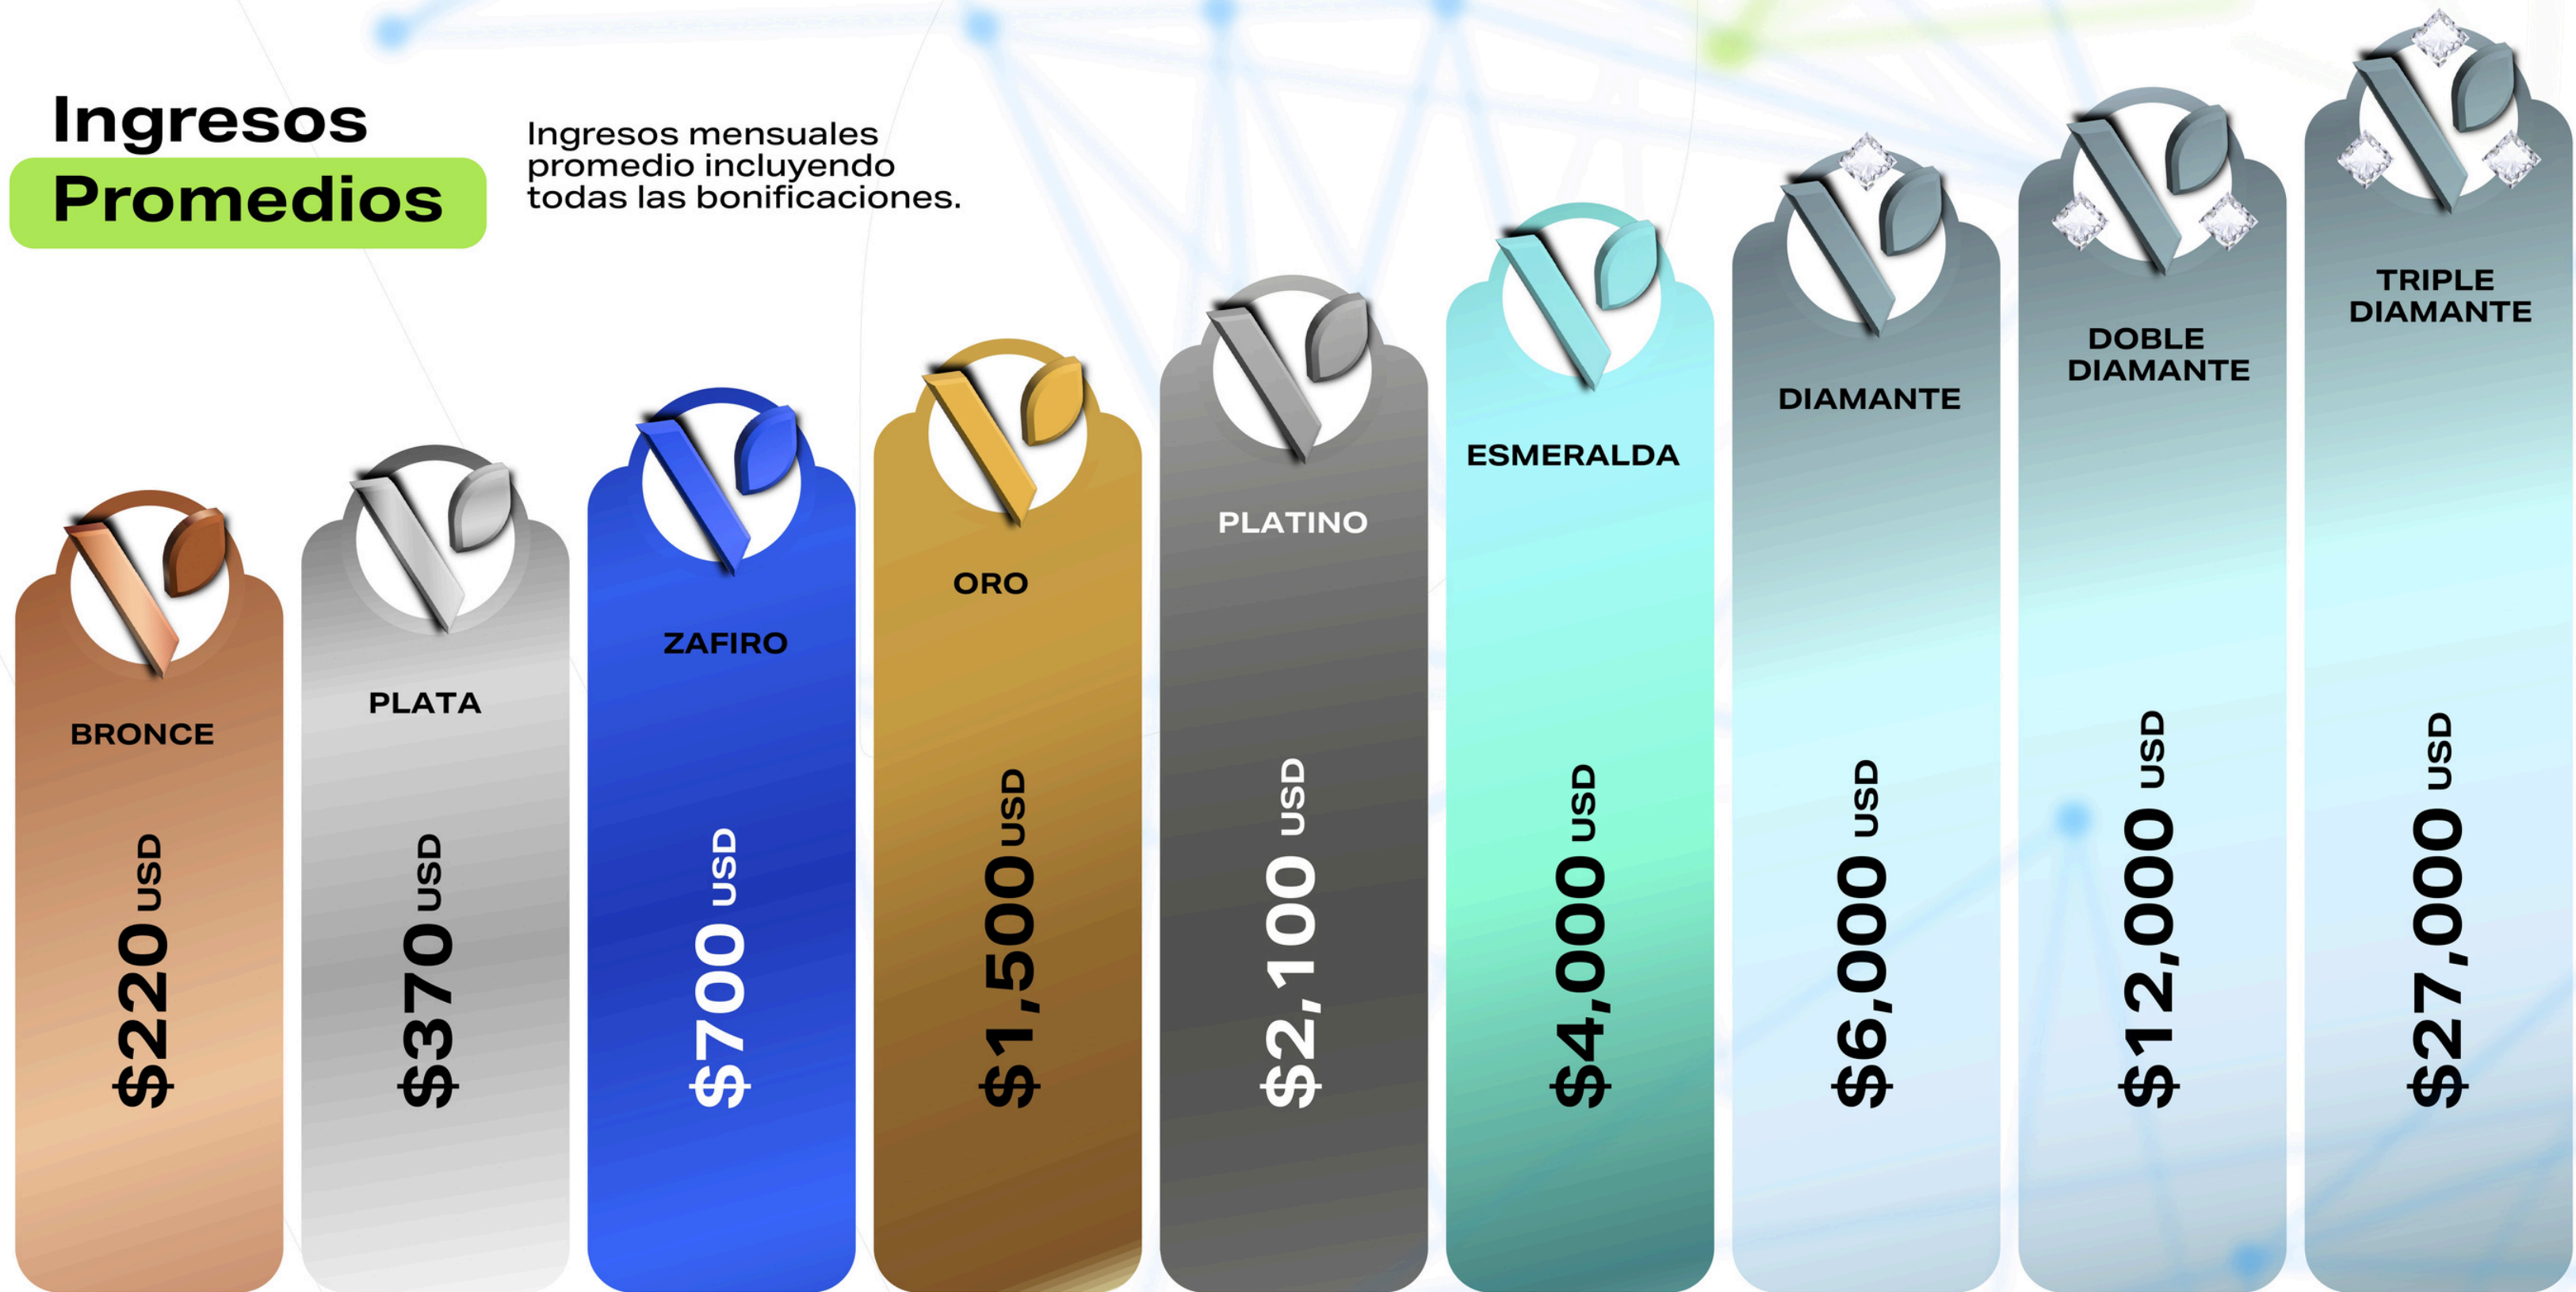 Ingresos
Promedios
Ingresos mensuales
promedio incluyendo
todas las bonificaciones.
BRONCE
$220 USD
PLATA
$370 USD
ZAFIRO
$700 USD
ORO
$1,500 USD
PLATINO
$2,100 USD
ESMERALDA
$4,000 USD
DIAMANTE
$6,000 USD
DOBLE
DIAMANTE
$12,000 USD
TRIPLE
DIAMANTE
$27,000 USD